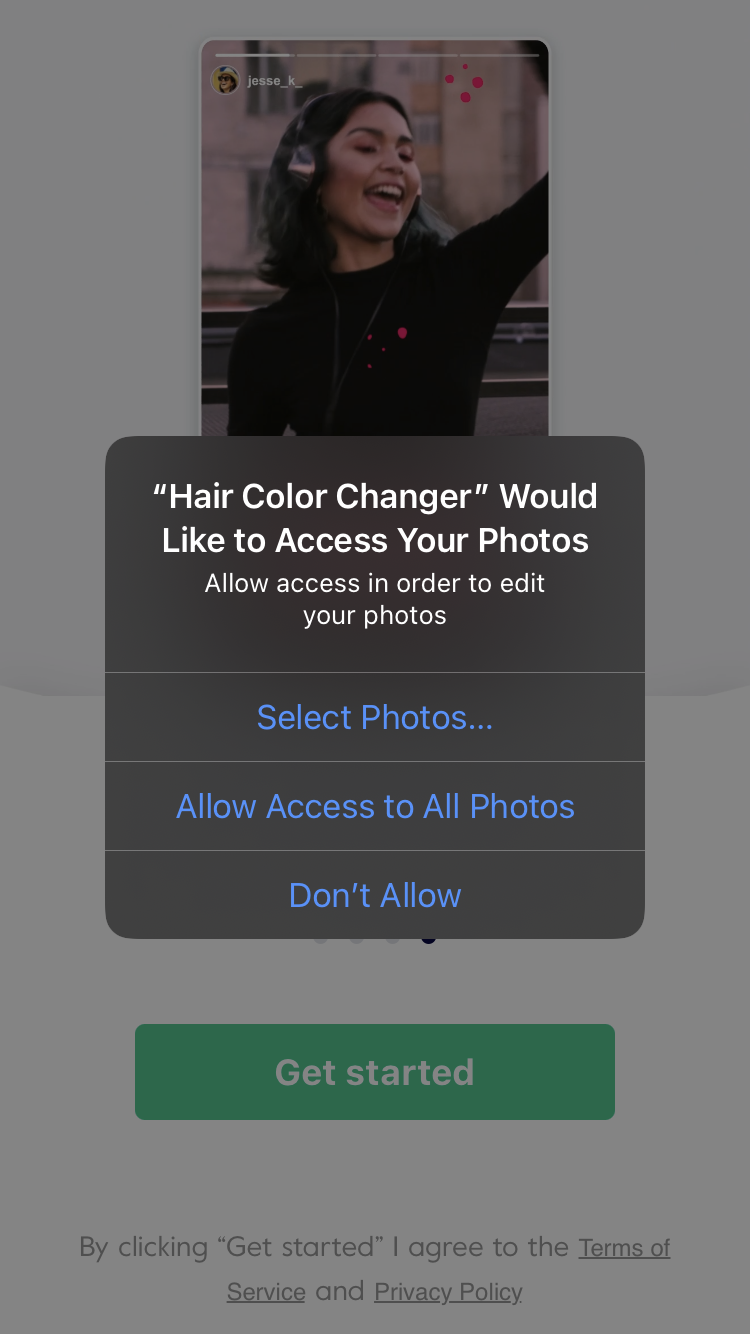 jesse_k_
“Hair Color Changer” Would
Like to Access Your Photos
Allow access in order to edit
your photos
Select Photos...
Allow Access to All Photos
Don’t Allow
Get started
By clicking “Get started” I agree to the Terms of
Service and Privacy Policy